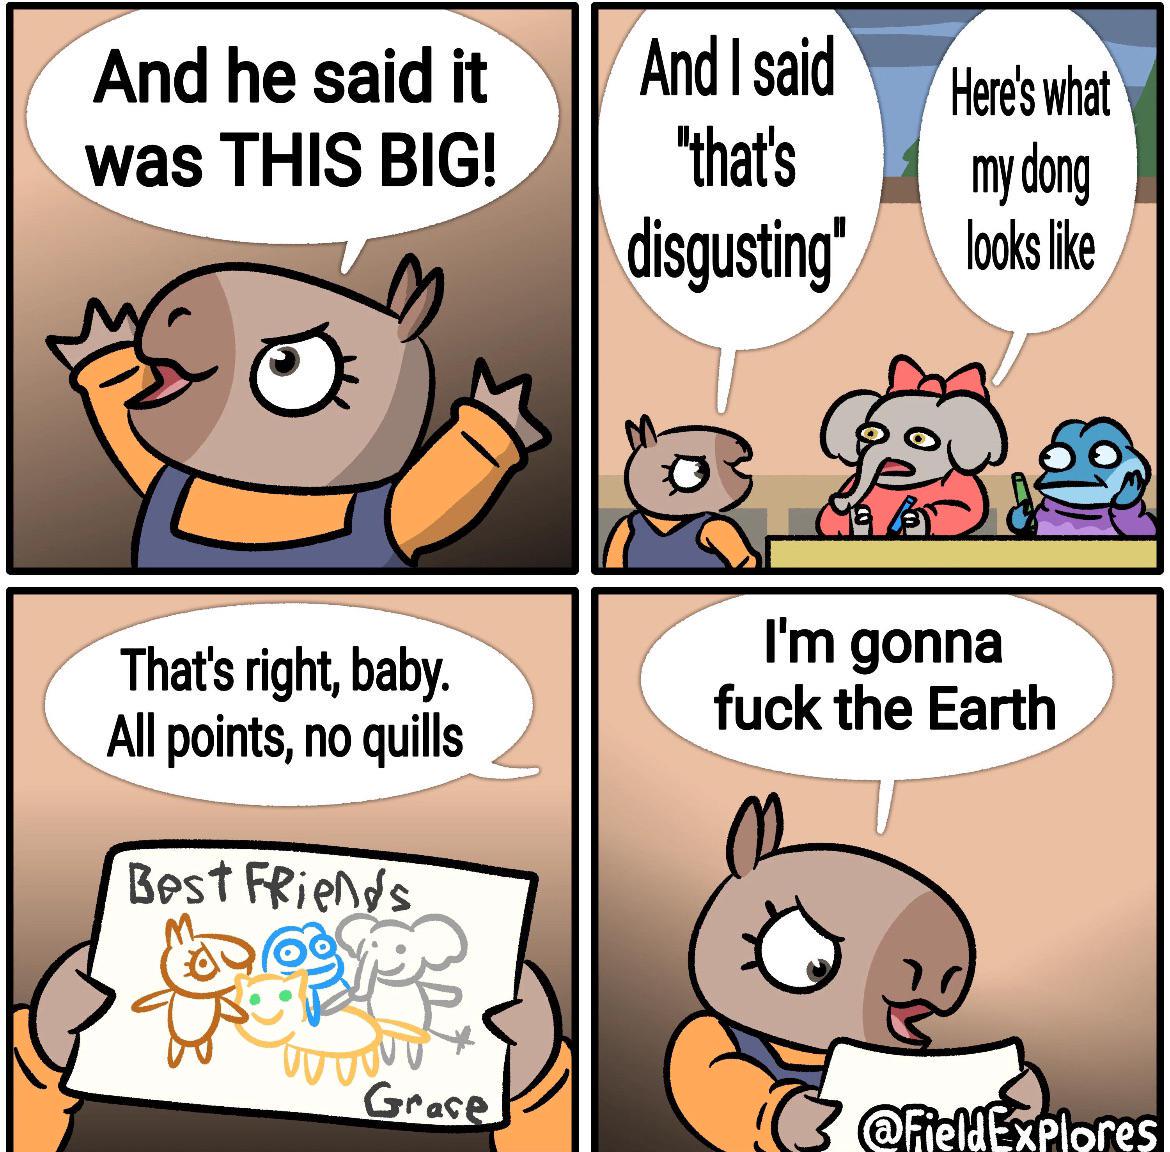 And he said it
was THIS BIG!
And I said
"that's
disgusting"
Here's what
my dong
looks like
That's right, baby.
All points, no quills
Best Friends
Grace
I'm gonna
fuck the Earth
@FieldExplores